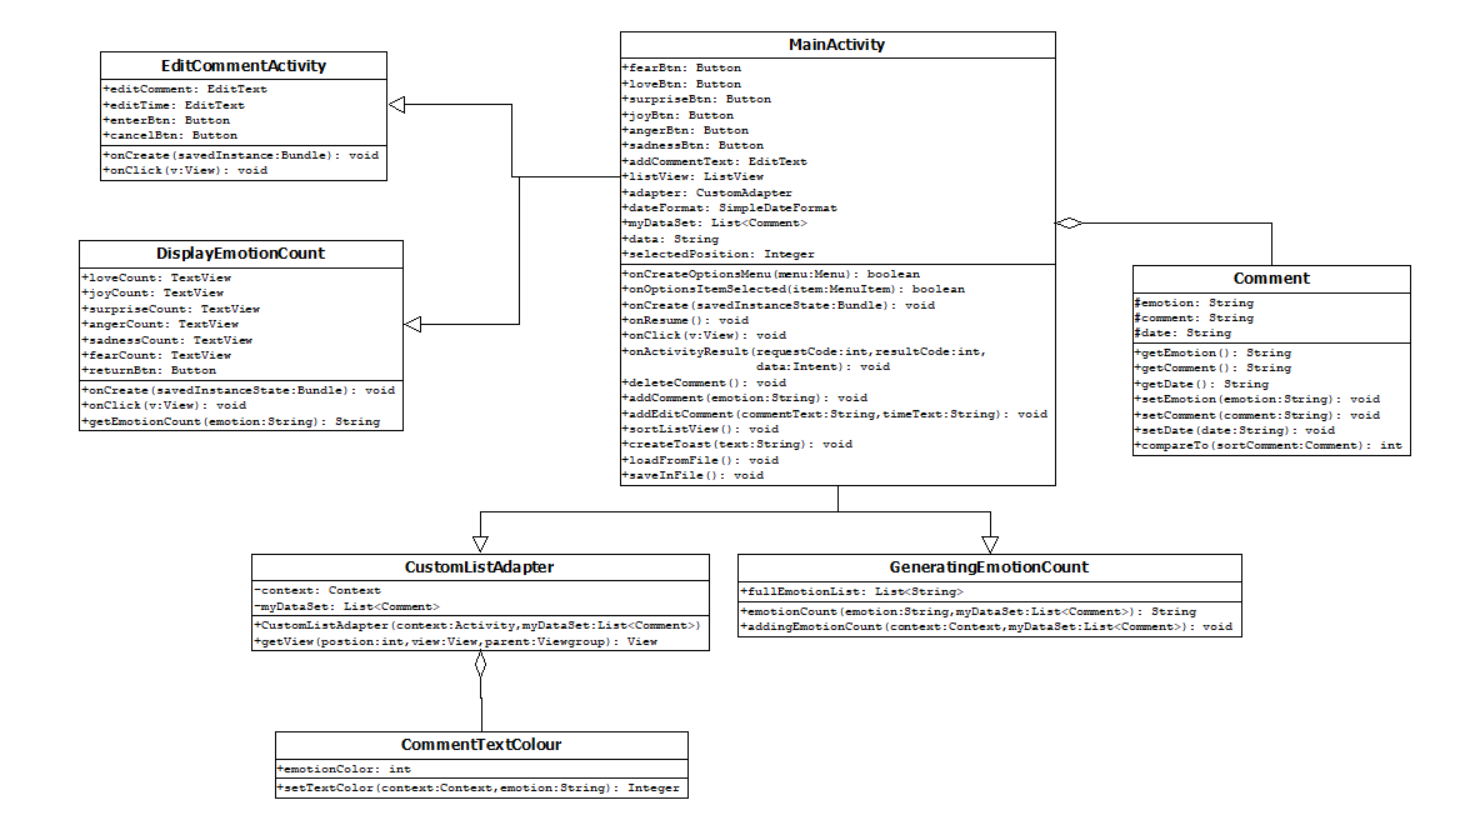 EditCommentActivity
+editComment: EditText
+editTime: EditText
+enterBtn: Button
+cancelBtn: Button
+onCreate(savedInstance:Bundle): void
+onClick(v:View): void
MainActivity
+fearBtn: Button
+loveBtn: Button
+surpriseBtn: Button
+joyBtn: Button
+angerBtn: Button
+sadnessBtn: Button
+addCommentText: EditText
+listView: ListView
+adapter: CustomAdapter
+dateFormat: SimpleDateFormat
+myDataSet: List<Comment>
+data: String
+selectedPosition: Integer
+onCreateOptionsMenu(menu:Menu): boolean
+onOptionsItemSelected(item:MenuItem): boolean
+onCreate(savedInstanceState:Bundle): void
+onResume(): void
+onClick(v:View): void
+onActivityResult(requestCode:int,resultCode:int,
data:Intent): void
+deleteComment(): void
+addComment(emotion:String): void
+addEditComment(commentText:String,timeText:String): void
+sortListView(): void
+createToast(text:String): void
+loadFromFile(): void
+saveInFile(): void
DisplayEmotionCount
+loveCount: TextView
+joyCount: TextView
+surpriseCount: TextView
+angerCount: TextView
+sadnessCount: TextView
+fearCount: TextView
+returnBtn: Button
+onCreate(savedInstanceState:Bundle): void
+onClick(v:View): void
+getEmotionCount(emotion:String): String
Comment
#emotion: String
#comment: String
#date: String
+getEmotion(): String
+getComment(): String
+getDate(): String
+setEmotion(emotion:String): void
+setComment(comment:String): void
+setDate(date:String): void
+compareTo(sortComment:Comment): int
CustomListAdapter
-context: Context
-myDataSet: List<Comment>
+CustomListAdapter(context:Activity,myDataSet:List<Comment>)
+getView(postion:int,view:View,parent:Viewgroup): View
GeneratingEmotionCount
+fullEmotionList: List<String>
+emotionCount(emotion:String,myDataSet:List<Comment>): String
+addingEmotionCount(context:Context,myDataSet:List<Comment>): void
CommentTextColour
+emotionColor: int
+setTextColor(context:Context,emotion:String): Integer